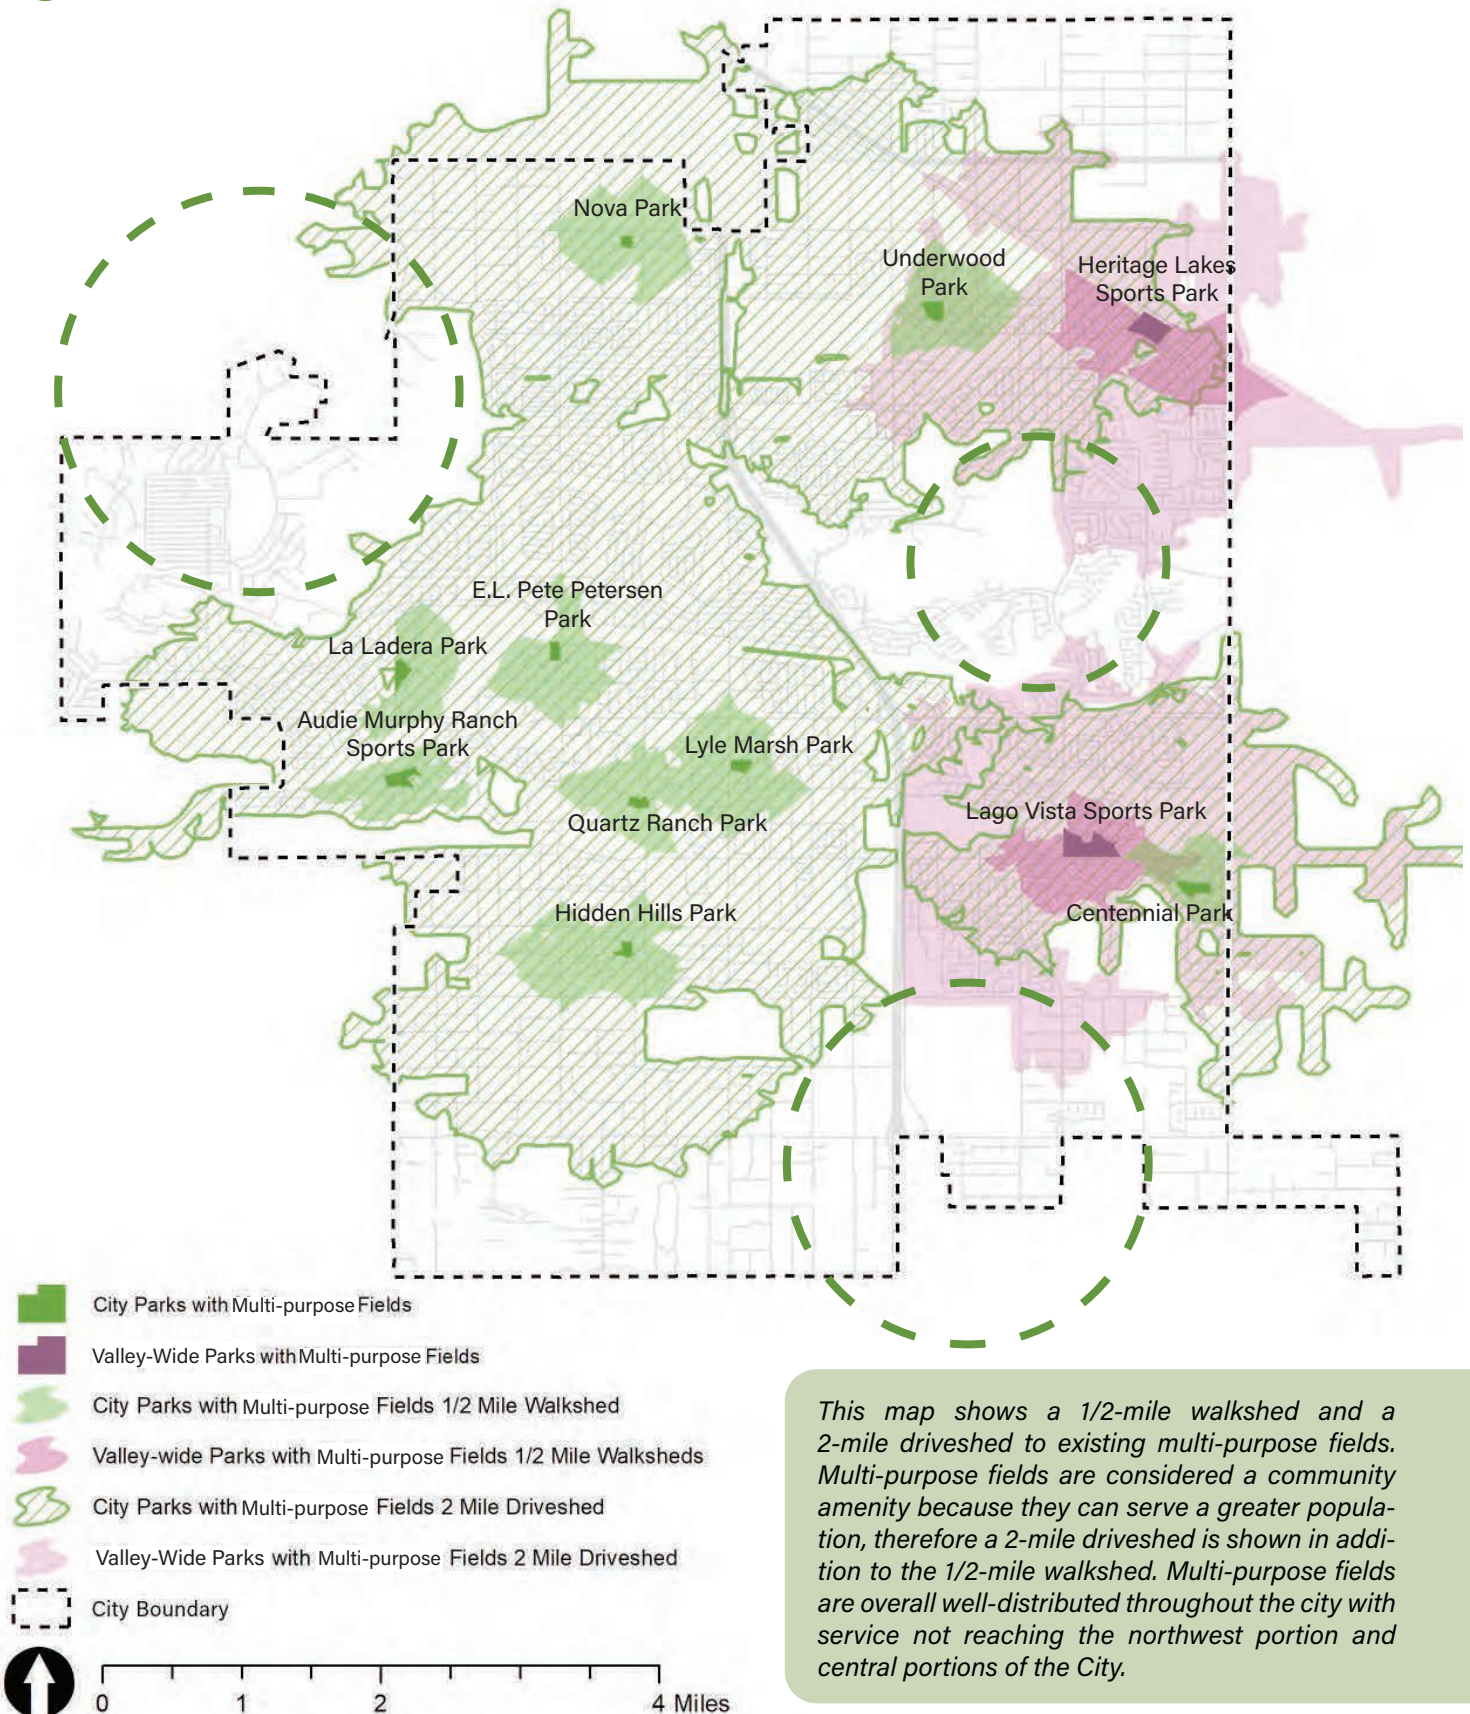 Nova Park
Underwood
Park
Heritage Lakes
Sports Park
E.L. Pete Petersen
Park
La Ladera Park
Audie Murphy Ranch
Sports Park
Lyle Marsh Park
Quartz Ranch Park
Lago Vista Sports Park
Hidden Hills Park
Centennial Park
City Parks with Multi-purpose Fields
Valley-Wide Parks with Multi-purpose Fields
City Parks with Multi-purpose Fields 1/2 Mile Walkshed
Valley-wide Parks with Multi-purpose Fields 1/2 Mile Walksheds
City Parks with Multi-purpose Fields 2 Mile Driveshed
Valley-Wide Parks with Multi-purpose Fields 2 Mile Driveshed
City Boundary
0 1 2 4 Miles
This map shows a 1/2-mile walkshed and a
2-mile driveshed to existing multi-purpose fields.
Multi-purpose fields are considered a community
amenity because they can serve a greater popula-
tion, therefore a 2-mile driveshed is shown in addi-
tion to the 1/2-mile walkshed. Multi-purpose fields
are overall well-distributed throughout the city with
service not reaching the northwest portion and
central portions of the City.